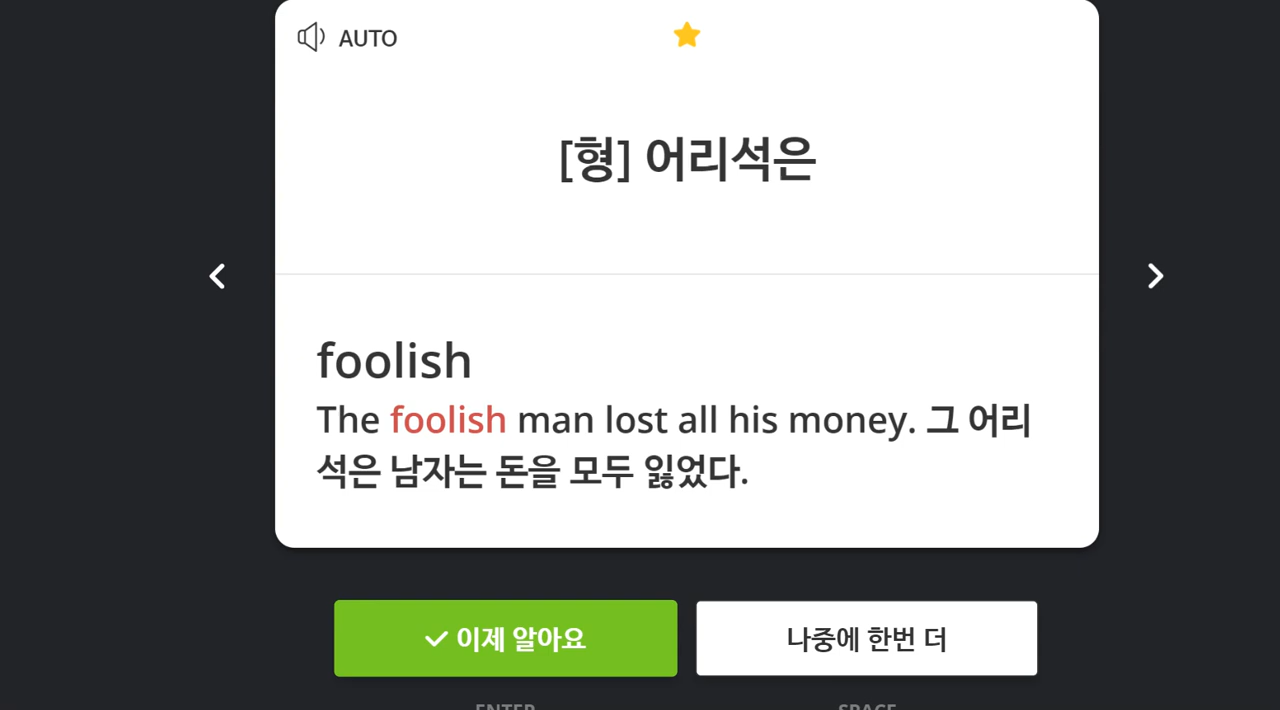 AUTO
[형] 어리석은
foolish
The foolish man lost all his money. 그 어리
석은 남자는 돈을 모두 잃었다.
이제 알아요
나중에 한번 더
ENTER
SPACE